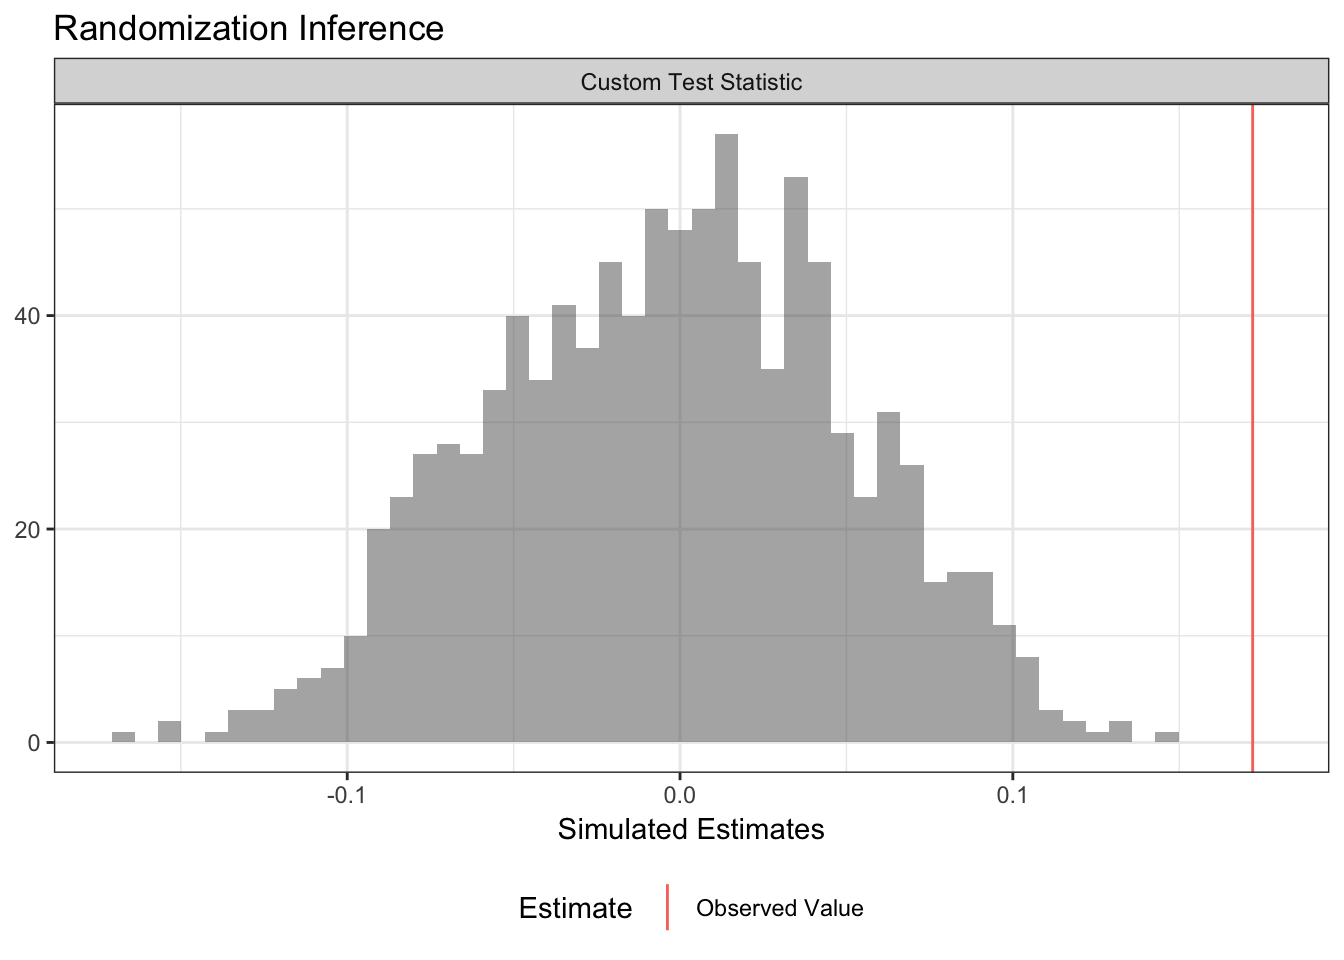 Randomization Inference
Custom Test Statistic
40
20
0
-0.1 0.0 0.1
Simulated Estimates
Estimate Observed Value